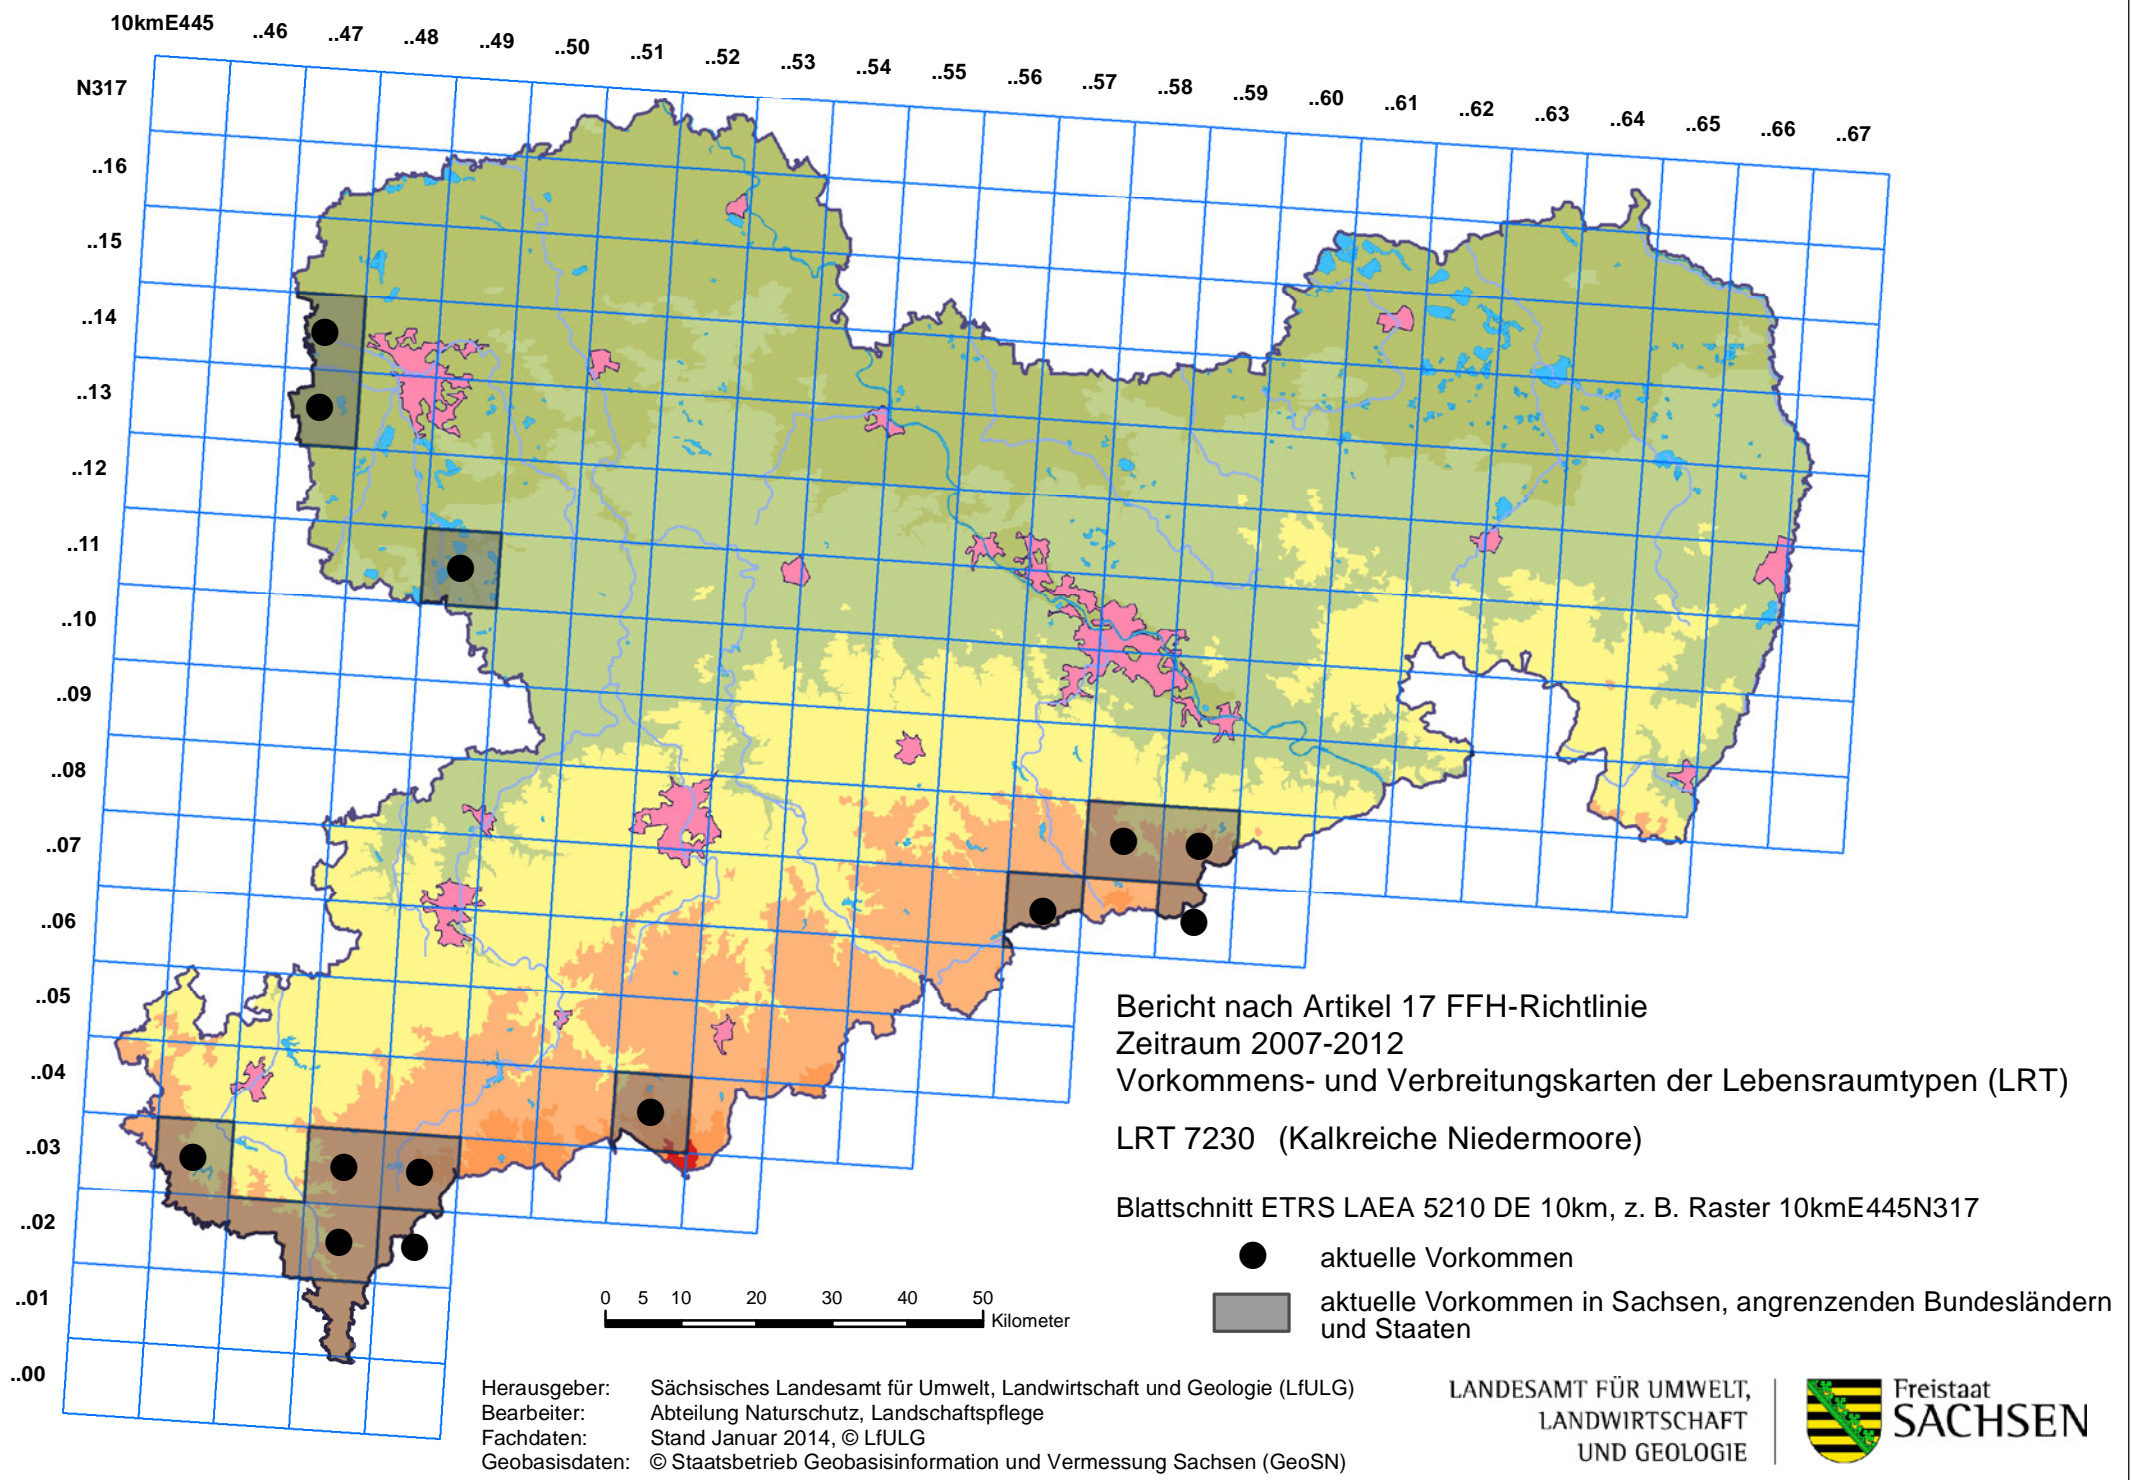 10kmE445 ..46 ..47 ..48 ..49 ..50 ..51 ..52 ..53 ..54 ..55 ..56 ..57 ..58 ..59 ..60 ..61 ..62 ..63 ..64 ..65 ..66 ..67
N317
..16
..15
..14
..13
..12
..11
..10
..09
..08
..07
..06
..05
..04
..03
..02
..01
..00
Bericht nach Artikel 17 FFH-Richtlinie
Zeitraum 2007-2012
Vorkommens- und Verbreitungskarten der Lebensraumtypen (LRT)
LRT 7230 (Kalkreiche Niedermoore)
Blattschnitt ETRS LAEA 5210 DE 10km, z. B. Raster 10kmE445N317
aktuelle Vorkommen
aktuelle Vorkommen in Sachsen, angrenzenden Bundesländern
und Staaten
0 5 10 20 30 40 50
Kilometer
Herausgeber: Sächsisches Landesamt für Umwelt, Landwirtschaft und Geologie (LfULG)
Bearbeiter: Abteilung Naturschutz, Landschaftspflege
Fachdaten: Stand Januar 2014, © LfULG
Geobasisdaten: © Staatsbetrieb Geobasisinformation und Vermessung Sachsen (GeoSN)
LANDESAMT FÜR UMWELT,
LANDWIRTSCHAFT
UND GEOLOGIE
Freistaat
SACHSEN